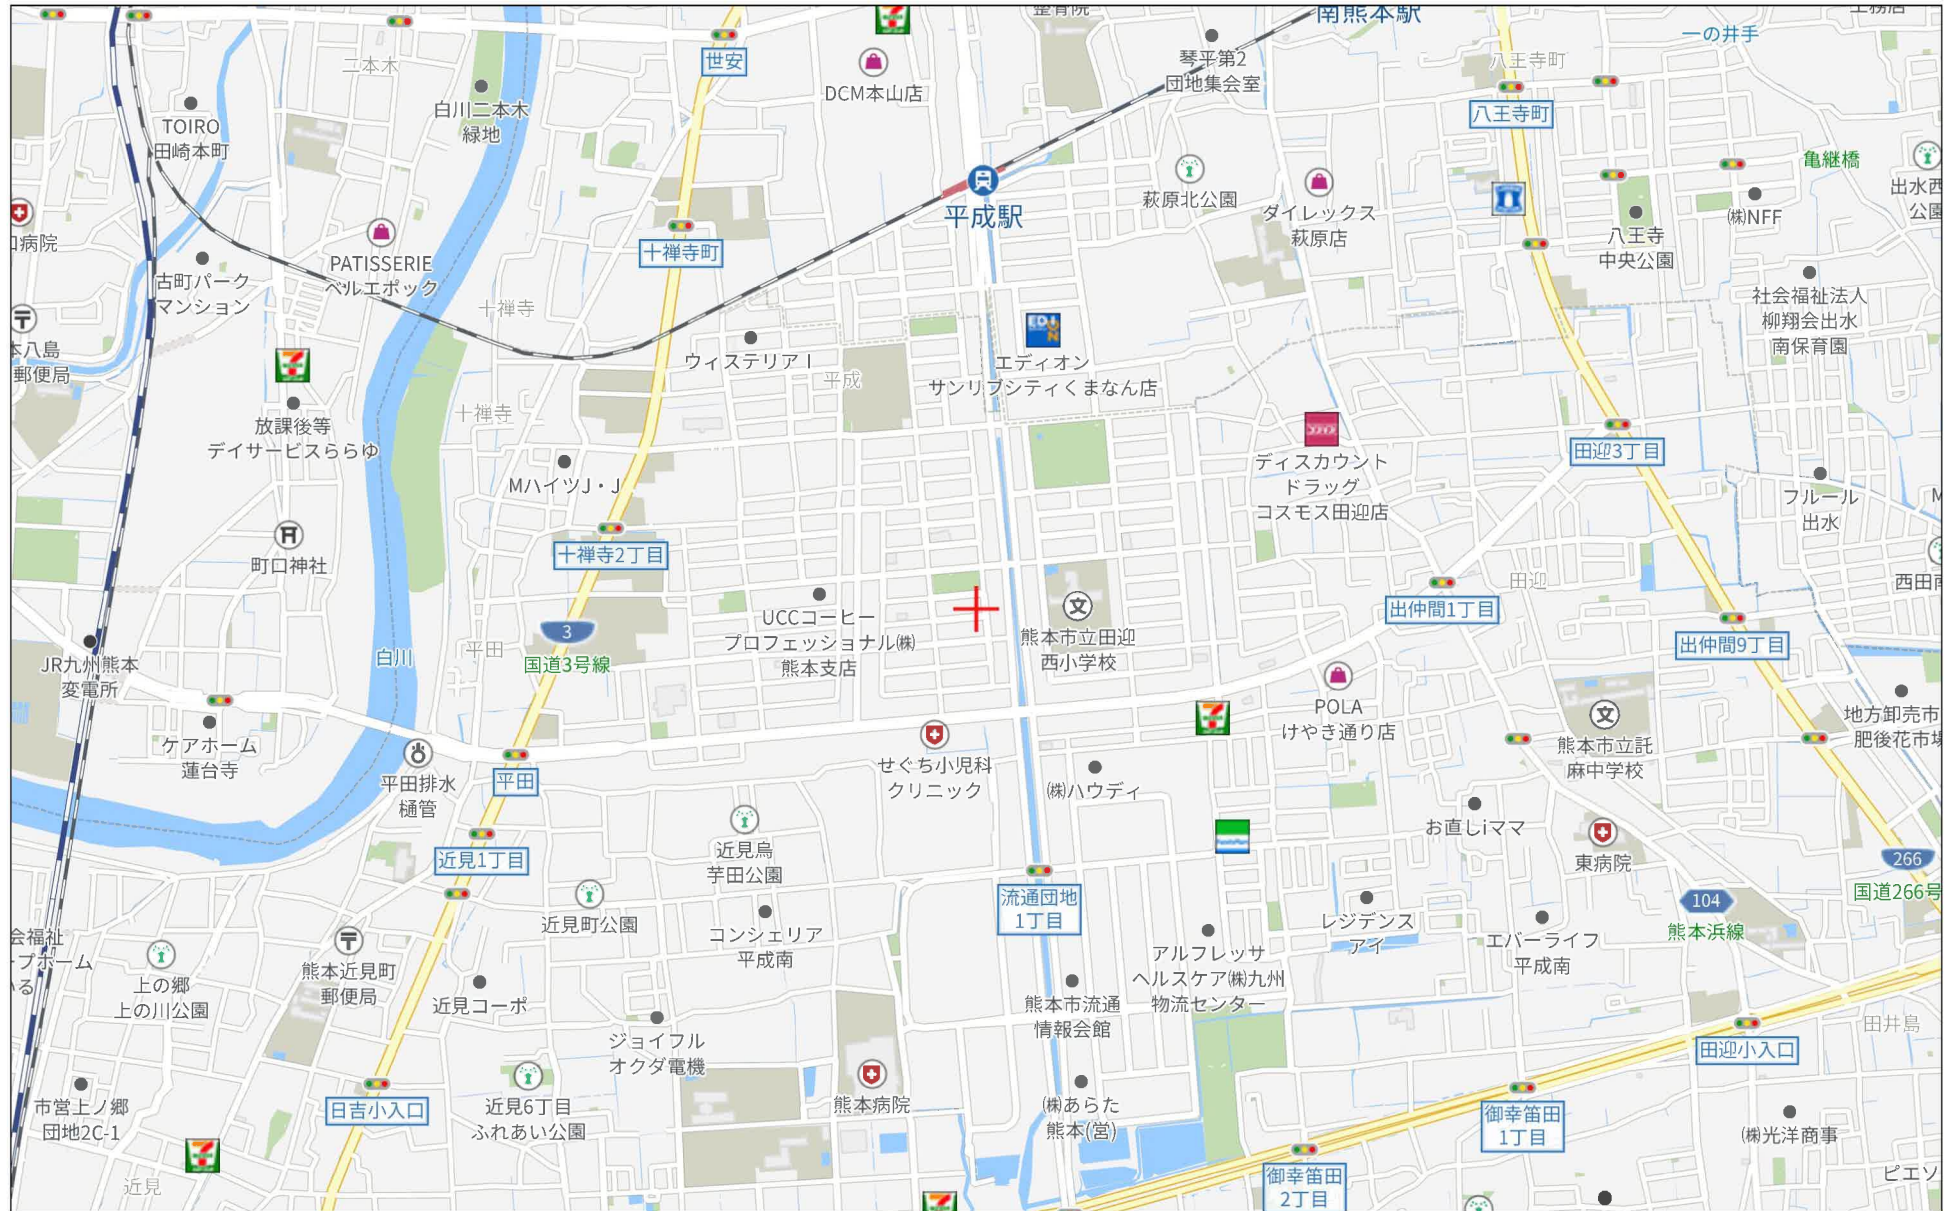 南熊本駅
一の井手
二本木
世安
琴平第2
団地集会室
八王寺町
DCM本山店
白川二本木
緑地
八王寺町
TOIRO
田崎本町
亀継橋
平成駅
萩原北公園
ダイレックス
萩原店
㈱NFF
出水西
公園
八王寺
中央公園
十禅寺町
PATISSERIE
ベルエポック
古町パーク
マンション
十禅寺
社会福祉法人
柳翔会出水
南保育園
郵便局
ウィステリアⅠ
平成
EDION
エディオン
サンリブシティくまなん店
十禅寺
放課後等
デイサービスららゆ
ディスカウント
ドラッグ
コスモス田迎店
田迎3丁目
MハイツJ・J
フルール
出水
十禅寺2丁目
町口神社
田迎
西田
出仲間1丁目
UCCコーヒー
プロフェッショナル㈱
熊本支店
文
熊本市立田迎
西小学校
3
国道3号線
平田
白川
出仲間9丁目
JR九州熊本
変電所
POLA
けやき通り店
文
熊本市立託
麻中学校
地方卸売市
肥後花市場
ケアホーム
蓮台寺
平田排水
樋管
平田
せぐち小児科
クリニック
㈱ハウディ
お直しiママ
東病院
近見1丁目
近見鳥
芋田公園
FamilyMart
266
国道266号
104
熊本浜線
流通団地
1丁目
近見町公園
コンシェリア
平成南
レジデンス
アイ
エバーライフ
平成南
アルフレッサ
ヘルスケア㈱九州
物流センター
上の郷
上の川公園
熊本近見町
郵便局
近見コーポ
熊本市流通
情報会館
ジョイフル
オクダ電機
田井島
田迎小入口
市営上ノ郷
団地2C-1
日吉小入口
近見6丁目
ふれあい公園
熊本病院
㈱あらた
熊本(営)
御幸笛田
1丁目
㈱光洋商事
近見
御幸笛田
2丁目
ピエソ